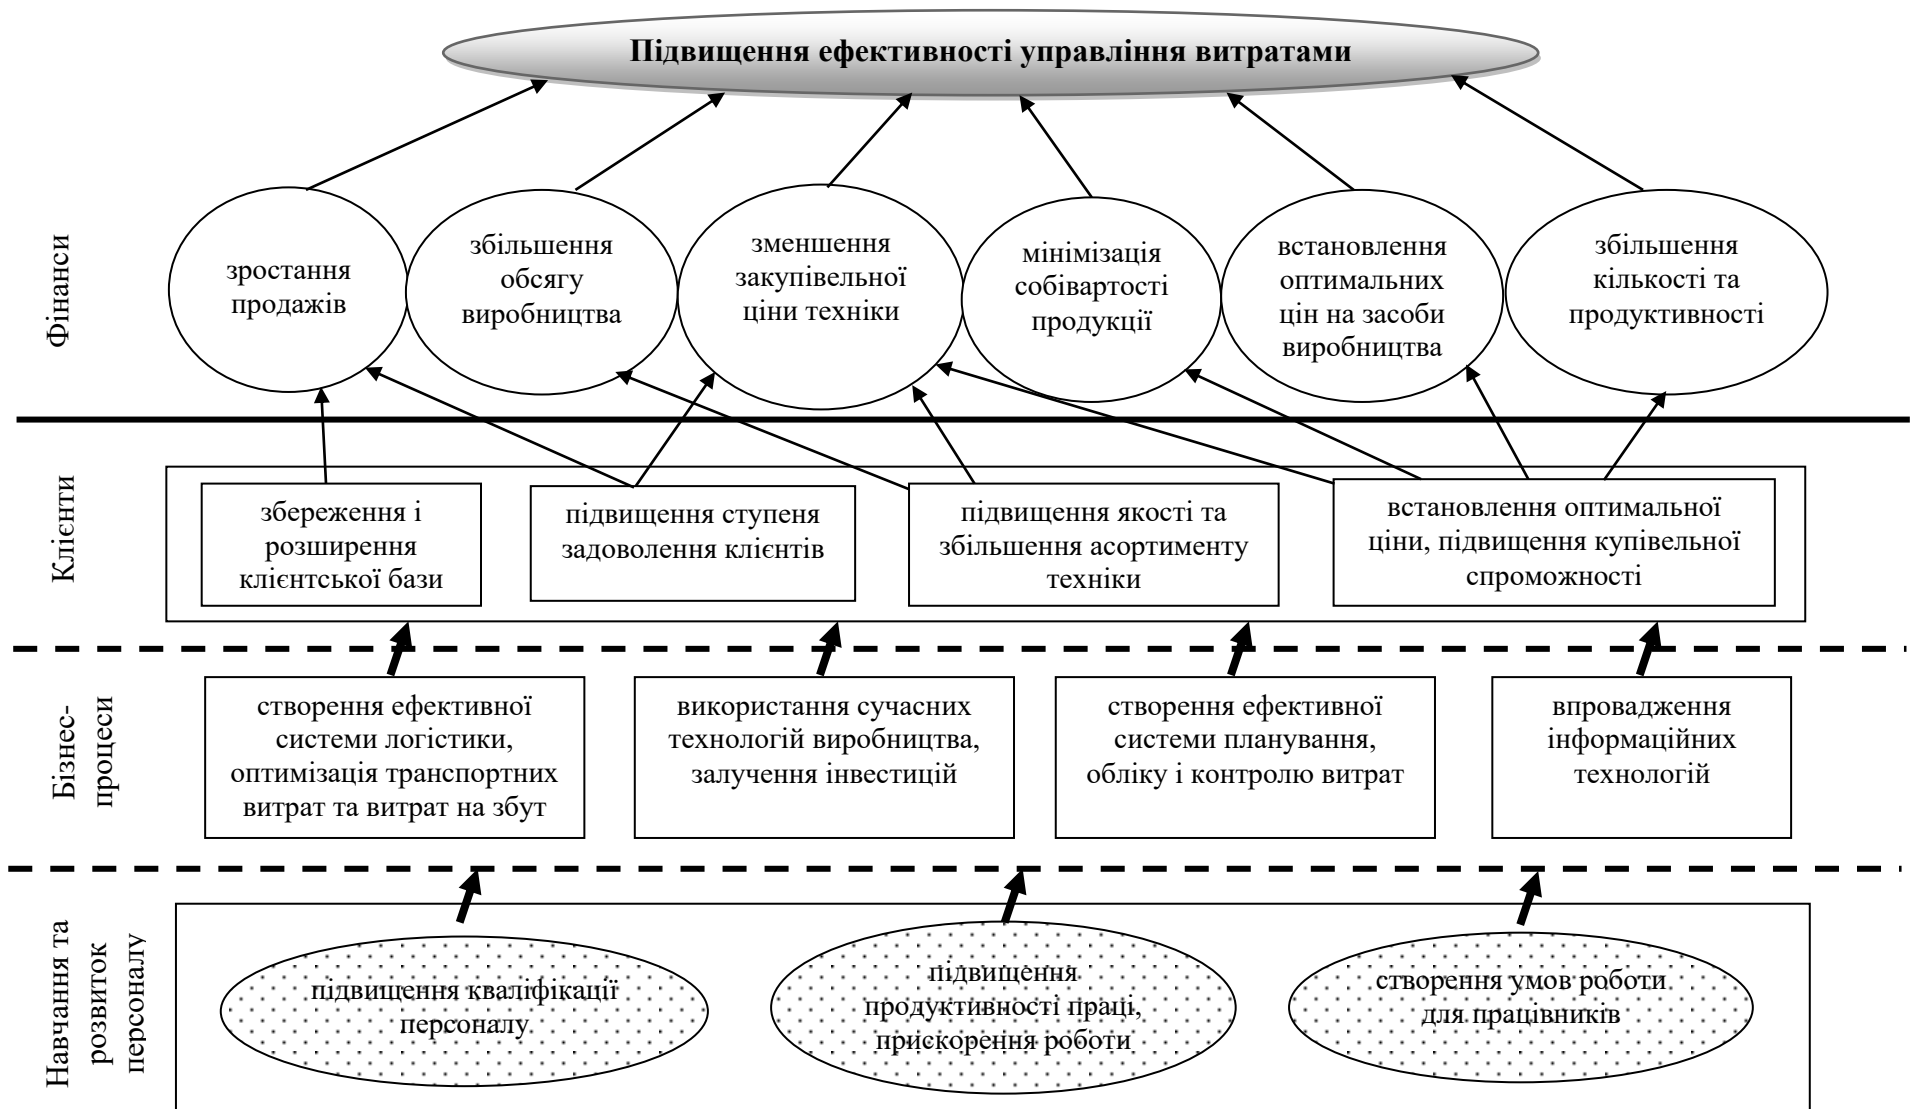 Підвищення ефективності управління витратами
Фінанси
зростання
продажів
збільшення
обсягу
виробництва
зменшення
закупівельної
ціни техніки
мінімізація
собівартості
продукції
встановлення
оптимальних
цін на засоби
виробництва
збільшення
кількості та
продуктивності
Клієнти
збереження і
розширення
клієнтської бази
підвищення ступеня
задоволення клієнтів
підвищення якості та
збільшення асортименту
техніки
встановлення оптимальної
ціни, підвищення купівельної
спроможності
Бізнес-
процеси
створення ефективної
системи логістики,
оптимізація транспортних
витрат та витрат на збут
використання сучасних
технологій виробництва,
залучення інвестицій
створення ефективної
системи планування,
обліку і контролю витрат
впровадження
інформаційних
технологій
Навчання та
розвиток
персоналу
підвищення кваліфікації
персоналу
підвищення
продуктивності праці,
прискорення роботи
створення умов роботи
для працівників